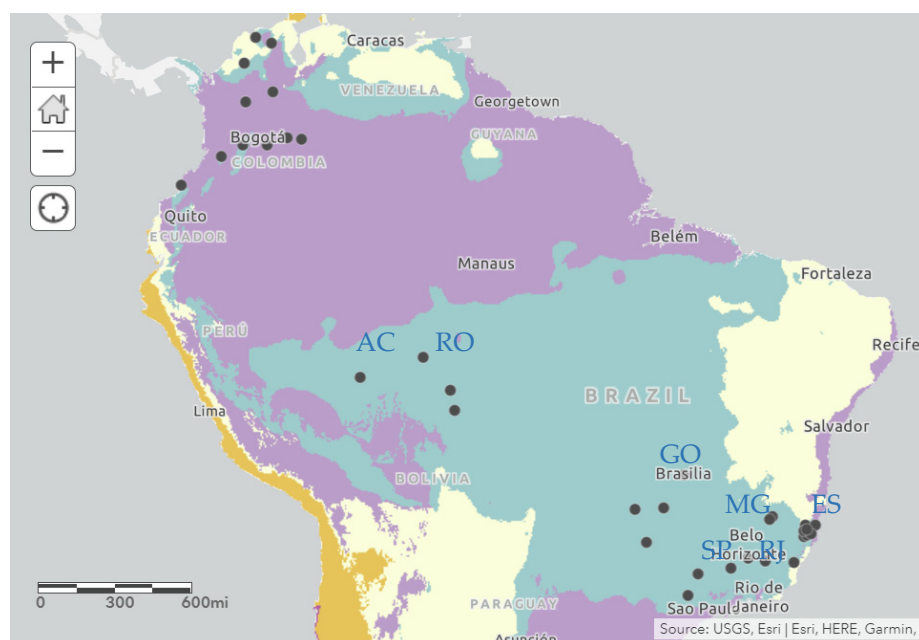 +
−
Caracas
VENEZUELA
Georgetown
GUYANA
Bogotá
COLOMBIA
Quito
ECUADOR
Belém
Manaus
Fortaleza
PERÚ
AC RO
Recife
BRAZIL
Lima
Salvador
GO
Brasilia
BOLIVIA
MG ES
Belo
Horizonte
SP RJ
Rio de
Janeiro
Sao Paulo
PARAGUAY
Asunción
0 300 600mi
Source: USGS, Esri | Esri, HERE, Garmin,